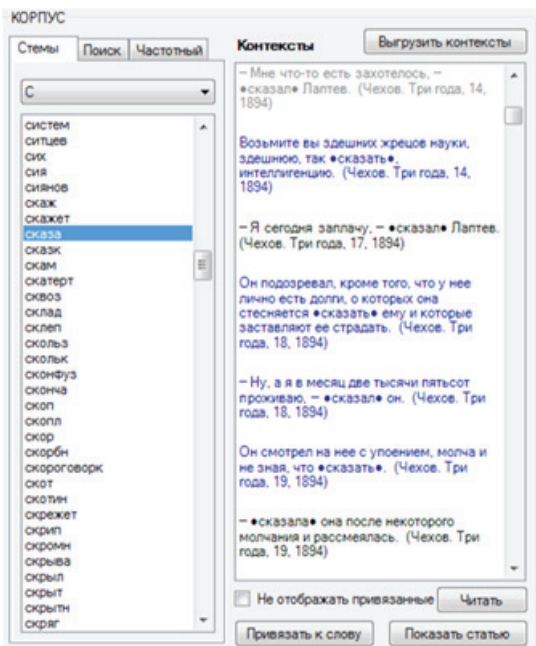 КОРПУС
Стемы
Поиск
Частотный
С
систем
ситцев
сих
сия
сиянов
скаж
скажет
сказа
сказк
скам
скатерт
сквоз
склад
склеп
скольз
скольк
сконфуз
сконча
скоп
скопл
скор
скорбн
скороговорк
скот
скотин
скрежет
скрип
скромн
скрыва
скрыл
скрыт
скрытн
скряг
Контексты
Выгрузить контексты
– Мне что-то есть захотелось, –
•сказал• Лаптев. (Чехов. Три года, 14,
1894)
Возьмите вы здешних жрецов науки,
здешнюю, так •сказать•,
интеллигенцию. (Чехов. Три года, 14,
1894)
– Я сегодня заплачу, – •сказал• Лаптев.
(Чехов. Три года, 17, 1894)
Он подозревал, кроме того, что у нее
лично есть долги, о которых она
стесняется •сказать• ему и которые
заставляют ее страдать. (Чехов. Три
года, 18, 1894)
– Ну, а я в месяц две тысячи пятьсот
проживаю, – •сказал• он. (Чехов. Три
года, 18, 1894)
Он смотрел на нее с упоением, молча и
не зная, что •сказать•. (Чехов. Три
года, 19, 1894)
– •сказала• она после некоторого
молчания и рассмеялась. (Чехов. Три
года, 19, 1894)
Не отображать привязанные
Читать
Привязать к слову
Показать статью